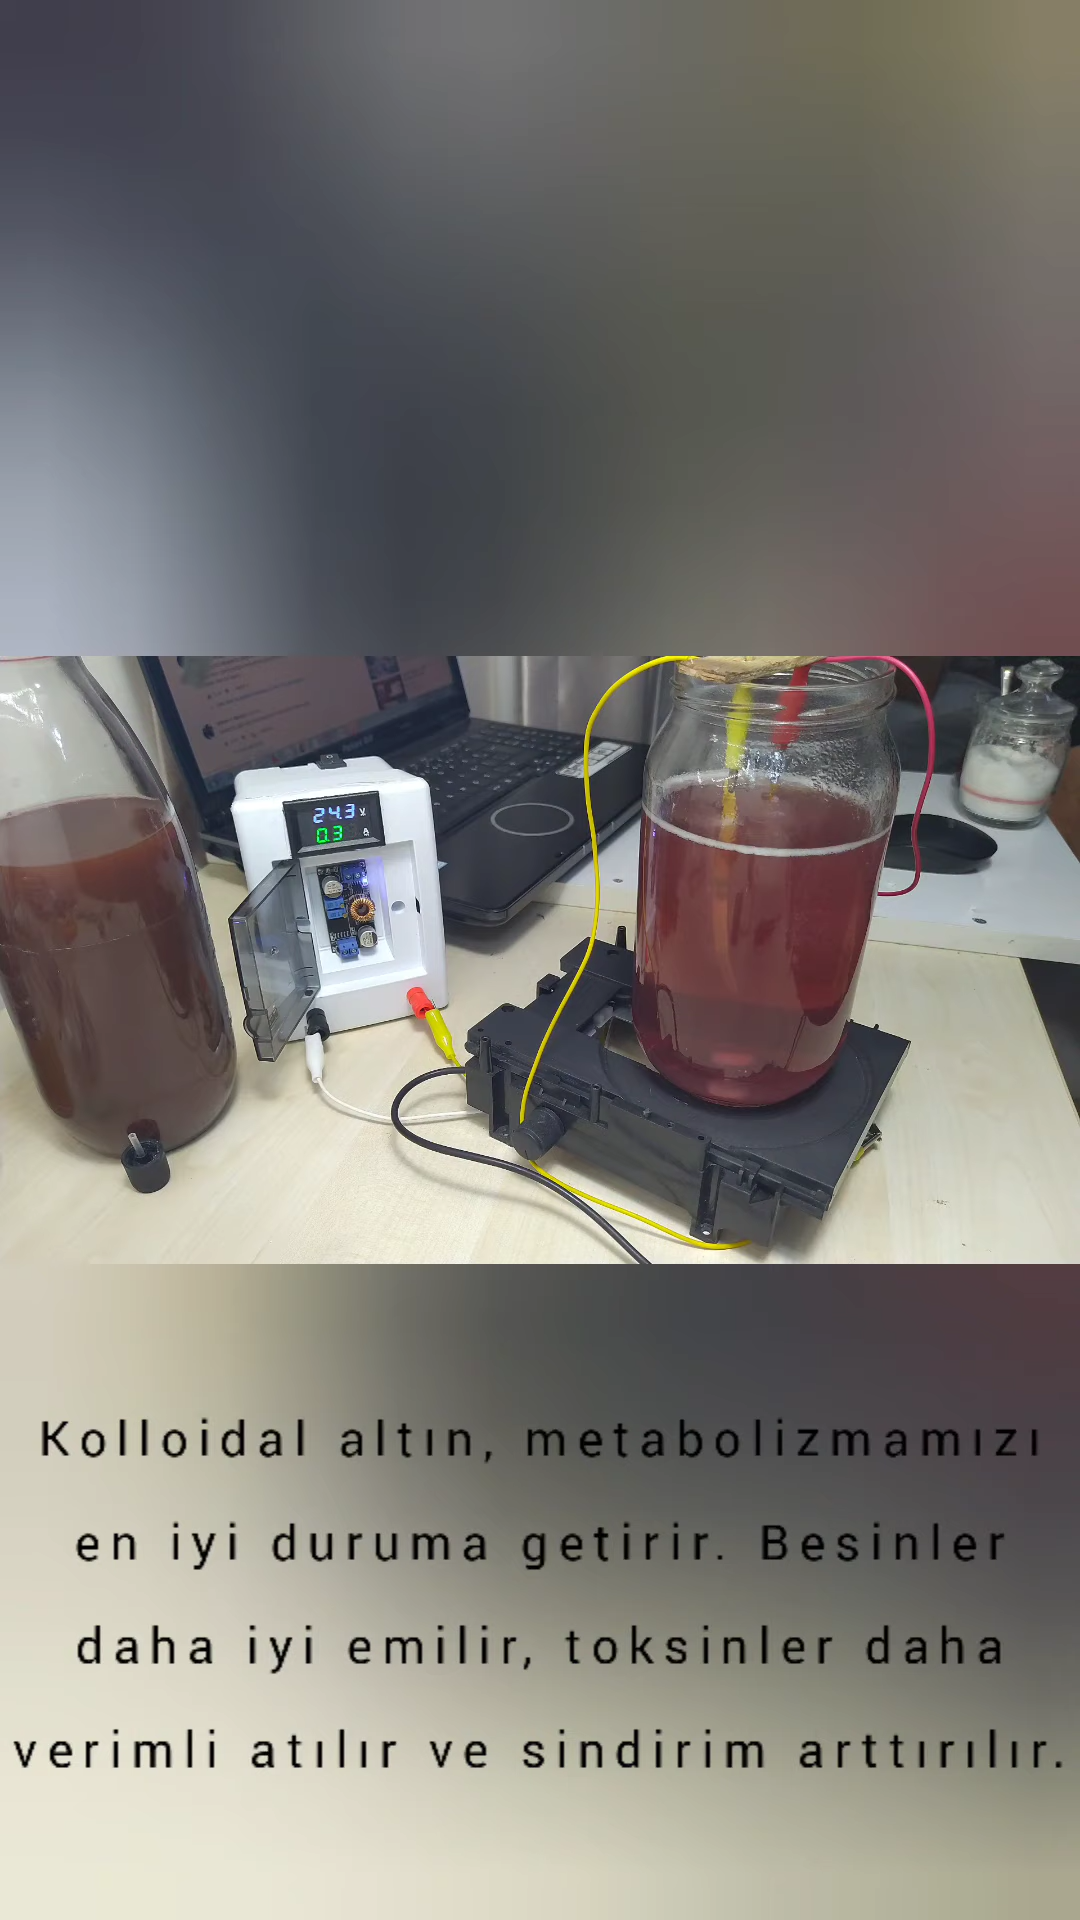 24.3 V
0.3 A
Kolloidal altın, metabolizmamızı
en iyi duruma getirir. Besinler
daha iyi emilir, toksinler daha
verimli atılır ve sindirim arttırılır.